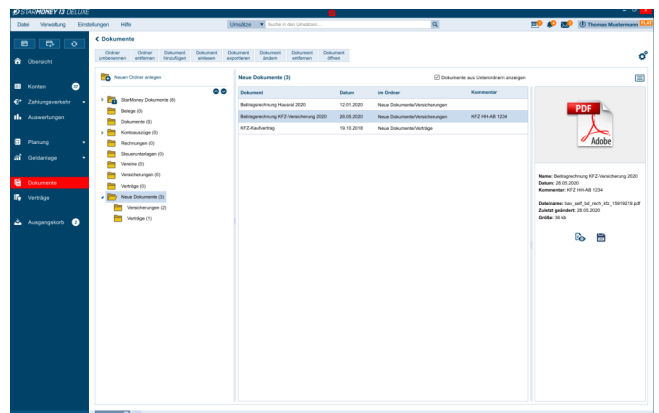 STARMONEY 13 DELUXE
Datei Verwaltung Einstellungen Hilfe
Umsätze Suche in den Umsätzen...
Thomas Mustermann
Dokumente
Ordner umbenennen
Ordner entfernen
Dokument hinzufügen
Dokument einlesen
Dokument exportieren
Dokument ändern
Dokument entfernen
Dokument öffnen
Übersicht
Konten
Zahlungsverkehr
Auswertungen
Planung
Geldanlage
Dokumente
Verträge
Ausgangskorb 2
Neuen Ordner anlegen
StarMoney Dokumente (8)
Belege (0)
Dokumente (0)
Kontoauszüge (0)
Rechnungen (0)
Steuerunterlagen (0)
Vereine (0)
Versicherungen (0)
Verträge (0)
Neue Dokumente (3)
Versicherungen (2)
Verträge (1)
Neue Dokumente (3)
Dokumente aus Unterordnern anzeigen
Dokument Datum im Ordner Kommentar
Beitragsrechnung Hausrat 2020 12.01.2020 Neue Dokumente/Versicherungen
Beitragsrechnung KFZ-Versicherung 2020 28.05.2020 Neue Dokumente/Versicherungen KFZ HH-AB 1234
KFZ-Kaufvertrag 19.10.2018 Neue Dokumente/Verträge
PDF
Adobe
Name: Beitragsrechnung KFZ-Versicherung 2020
Datum: 28.05.2020
Kommentar: KFZ HH-AB 1234
Zuletzt geändert: 28.05.2020
Größe: 38 kb